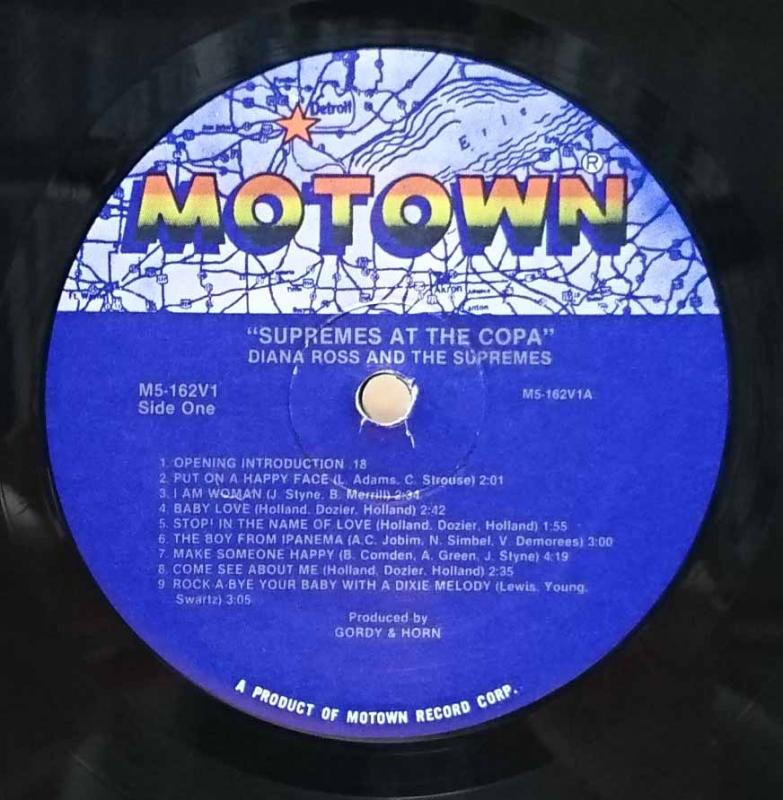 Detroit
Erie
®
MOTOWN
Akron
Canton
"SUPREMES AT THE COPA"
DIANA ROSS AND THE SUPREMES
M5-162V1
Side One
M5-162V1A
1. OPENING INTRODUCTION .18
2. PUT ON A HAPPY FACE (L. Adams, C. Strouse) 2:01
3. I AM WOMAN (J. Styne, B. Merrill) 2:34
4. BABY LOVE (Holland, Dozier, Holland) 2:42
5. STOP! IN THE NAME OF LOVE (Holland, Dozier, Holland) 1:55
6. THE BOY FROM IPANEMA (A.C. Jobim, N. Simbel, V. Demorees) 3:00
7. MAKE SOMEONE HAPPY (B. Comden, A. Green, J. Styne) 4:19
8. COME SEE ABOUT ME (Holland, Dozier, Holland) 2:35
9 ROCK-A-BYE YOUR BABY WITH A DIXIE MELODY (Lewis, Young,
Swartz) 3:05
Produced by
GORDY & HORN
A PRODUCT OF MOTOWN RECORD CORP.